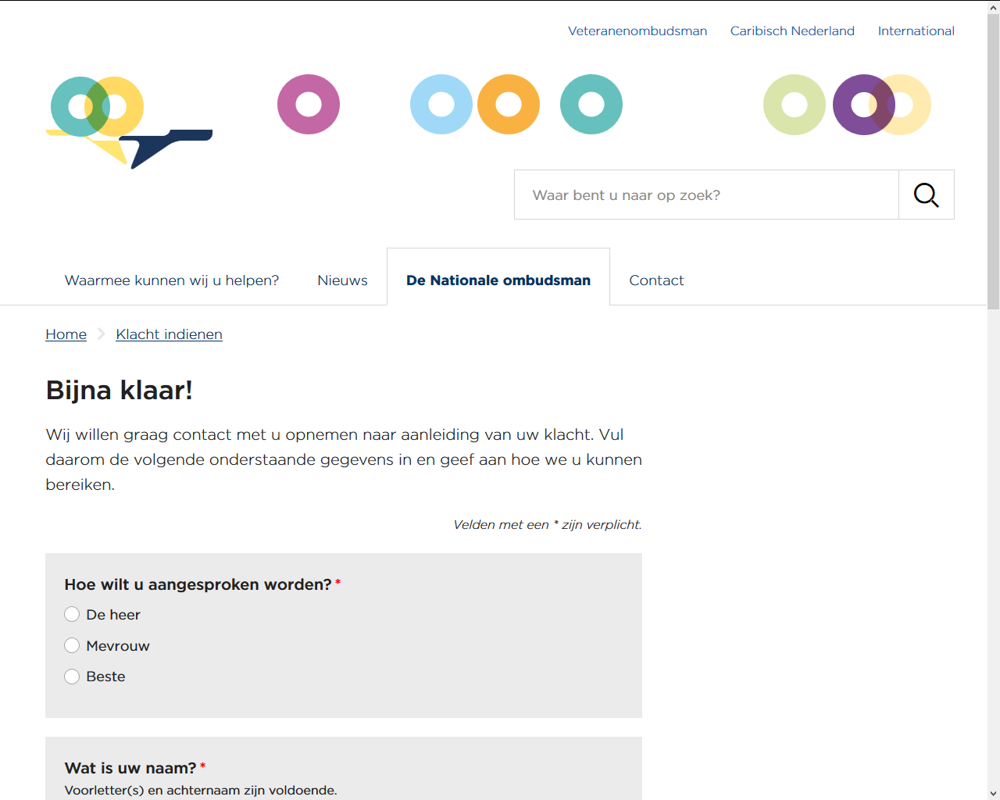 Veteranenombudsman Caribisch Nederland International
Waar bent u naar op zoek?
Waarmee kunnen wij u helpen? Nieuws De Nationale ombudsman Contact
Home Klacht indienen
Bijna klaar!
Wij willen graag contact met u opnemen naar aanleiding van uw klacht. Vul
daarom de volgende onderstaande gegevens in en geef aan hoe we u kunnen
bereiken.
Velden met een * zijn verplicht.
Hoe wilt u aangesproken worden? *
De heer
Mevrouw
Beste
Wat is uw naam? *
Voorletter(s) en achternaam zijn voldoende.